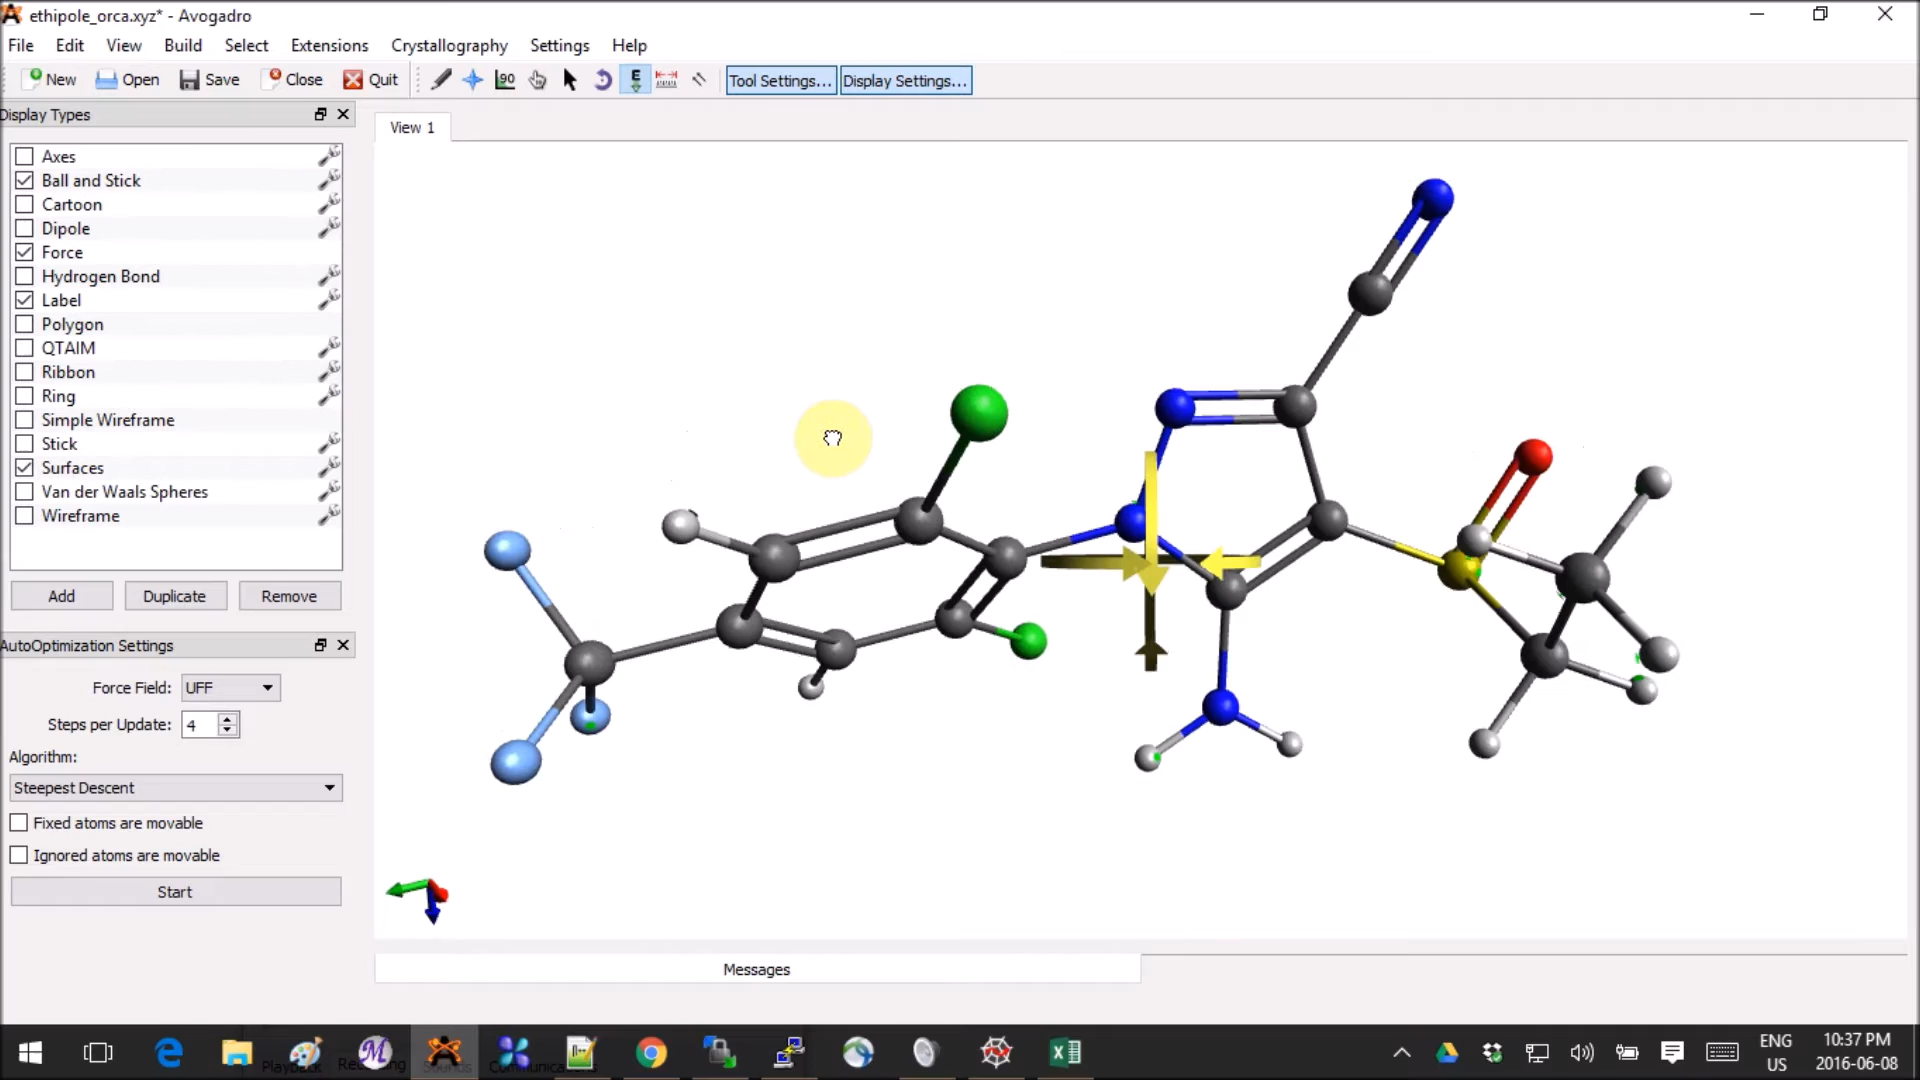 ethipole_orca.xyz* - Avogadro
File Edit View Build Select Extensions Crystallography Settings Help
New Open Save Close Quit 90 E Tool Settings... Display Settings...
Display Types
View 1
Axes
Ball and Stick
Cartoon
Dipole
Force
Hydrogen Bond
Label
Polygon
QTAIM
Ribbon
Ring
Simple Wireframe
Stick
Surfaces
Van der Waals Spheres
Wireframe
Add Duplicate Remove
AutoOptimization Settings
Force Field: UFF
Steps per Update: 4
Algorithm:
Steepest Descent
Fixed atoms are movable
Ignored atoms are movable
Start
Messages
ENG 10:37 PM
US 2016-06-08